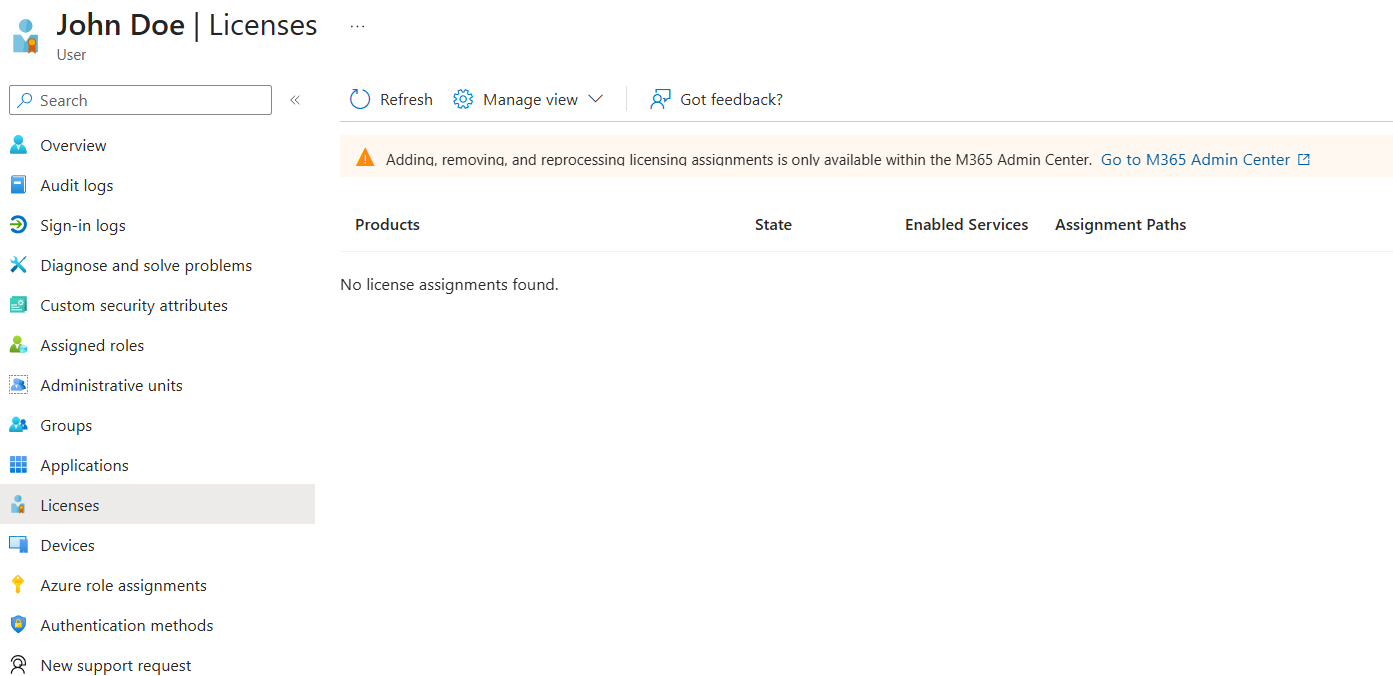 John Doe | Licenses ...
User
Search
«
Refresh
Manage view
Got feedback?
Overview
Audit logs
Sign-in logs
Diagnose and solve problems
Custom security attributes
Assigned roles
Administrative units
Groups
Applications
Licenses
Devices
Azure role assignments
Authentication methods
New support request
Adding, removing, and reprocessing licensing assignments is only available within the M365 Admin Center. Go to M365 Admin Center
Products State Enabled Services Assignment Paths
No license assignments found.